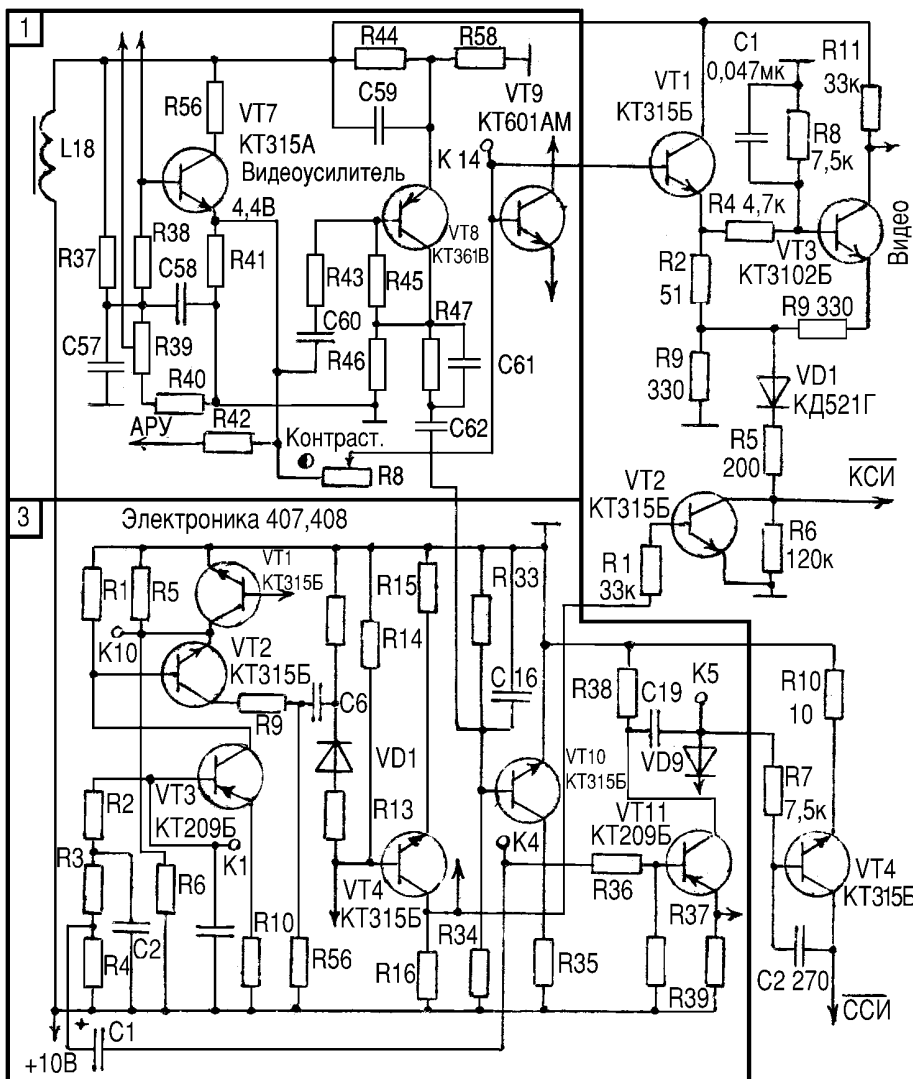 1
R44
R58
C59
R56
VT7
КТ315А
Видеоусилитель
L18
4,4В
R37
R38
C58
R41
C57
R39
R40
R42
АРУ
VT8
КТ361В
R43
R45
C60
R46
R47
C61
C62
Контраст.
R8
VT9
КТ601АМ
К 14
VT1
КТ315Б
C1
0,047мк
R11
33к
R8
7,5к
R4 4,7к
VT3
КТ3102Б
Видео
R2
51
R9 330
R9
330
VD1
КД521Г
R5
200
VT2
КТ315Б
КСИ
R1
33к
R6
120к
3
Электроника 407,408
R1
R5
VT1
КТ315Б
К10
VT2
КТ315Б
R9
C6
R15
R14
R33
C 16
VD1
R13
R2
VT3
КТ209Б
R3
К1
R6
C2
R4
R10
R56
VT4
КТ315Б
R16
R34
VT10
КТ315Б
К4
R35
R38
C19
К5
VD9
VT11
КТ209Б
R36
R37
R39
R10
10
R7
7,5к
VT4
КТ315Б
C2 270
ССИ
+
C1
+10В